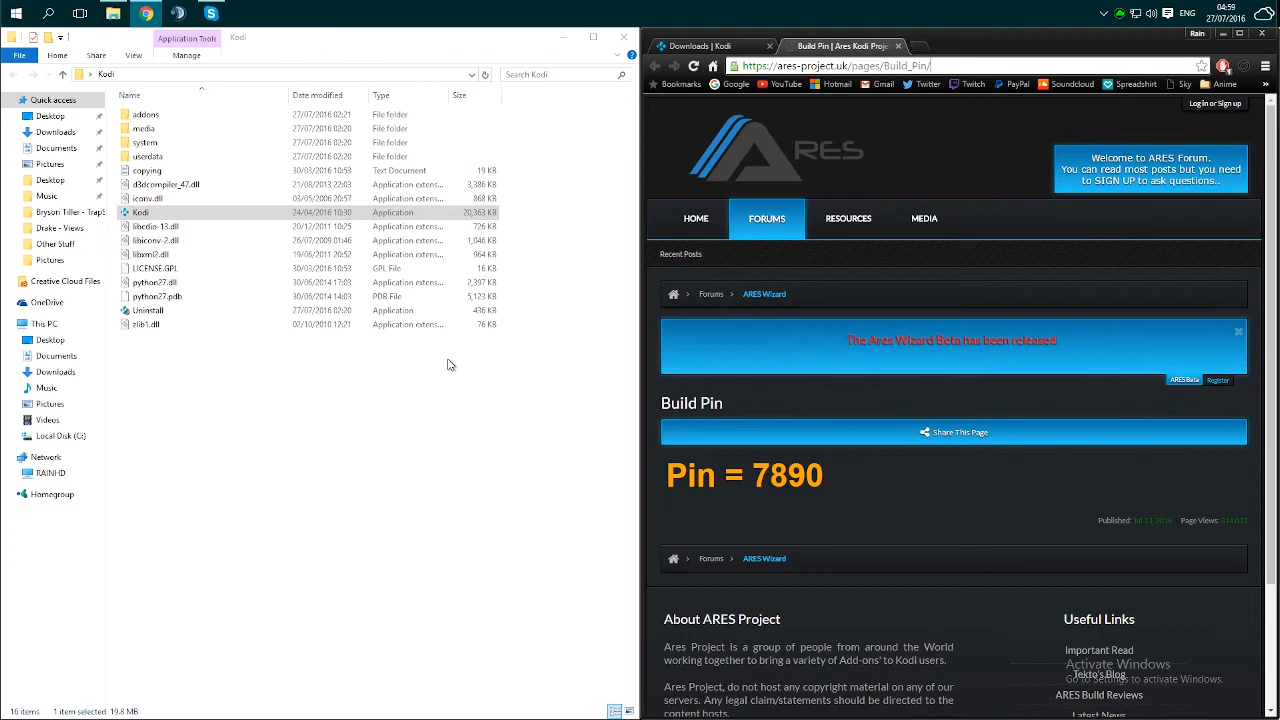 04:59
ENG
27/07/2016
Application Tools
Kodi
File
Home
Share
View
Manage
Kodi
Search Kodi
Quick access
Desktop
Downloads
Documents
Pictures
Desktop
Music
Bryson Tiller - TrapS
Drake - Views
Other Stuff
Pictures
Creative Cloud Files
OneDrive
This PC
Desktop
Documents
Downloads
Music
Pictures
Videos
Local Disk (C:)
Network
RAINHD
Homegroup
Name Date modified Type Size
addons 27/07/2016 02:21 File folder
media 27/07/2016 02:20 File folder
system 27/07/2016 02:20 File folder
userdata 27/07/2016 02:20 File folder
copying 30/03/2016 10:53 Text Document 19 KB
d3dcompiler_47.dll 21/08/2013 22:03 Application extens... 3,386 KB
iconv.dll 03/05/2006 20:57 Application extens... 868 KB
Kodi 24/04/2016 10:30 Application 20,363 KB
libcdio-13.dll 20/12/2011 10:25 Application extens... 726 KB
libiconv-2.dll 26/07/2009 01:46 Application extens... 1,046 KB
libxml2.dll 19/06/2011 20:52 Application extens... 964 KB
LICENSE.GPL 30/03/2016 10:53 GPL File 16 KB
python27.dll 30/06/2014 17:03 Application extens... 2,397 KB
python27.pdb 30/06/2014 14:03 PDB File 5,123 KB
Uninstall 27/07/2016 02:20 Application 436 KB
zlib1.dll 02/10/2010 12:21 Application extens... 76 KB
16 items 1 item selected 19.8 MB
Downloads | Kodi
Build Pin | Ares Kodi Proje
Rain
https://ares-project.uk/pages/Build_Pin/
Bookmarks Google YouTube Hotmail Gmail Twitter Twitch PayPal Soundcloud Spreadshirt Sky Anime
Login or Sign up
ARES
Welcome to ARES Forum.
You can read most posts but you need
to SIGN UP to ask questions..
HOME
FORUMS
RESOURCES
MEDIA
Recent Posts
Forums
ARES Wizard
The Ares Wizard Beta has been released
ARES Beta
Register
Build Pin
Share This Page
Pin = 7890
Published: Jul 13, 2016 Page Views: 314,032
Forums
ARES Wizard
About ARES Project
Ares Project is a group of people from around the World
working together to bring a variety of Add-ons' to Kodi users.
Ares Project, do not host any copyright material on any of our
servers. Any legal claim/statements should be directed to the
content hosts.
Useful Links
Important Read
Tekto's Blog
ARES Build Reviews
Latest News
Activate Windows
Go to Settings to activate Windows.